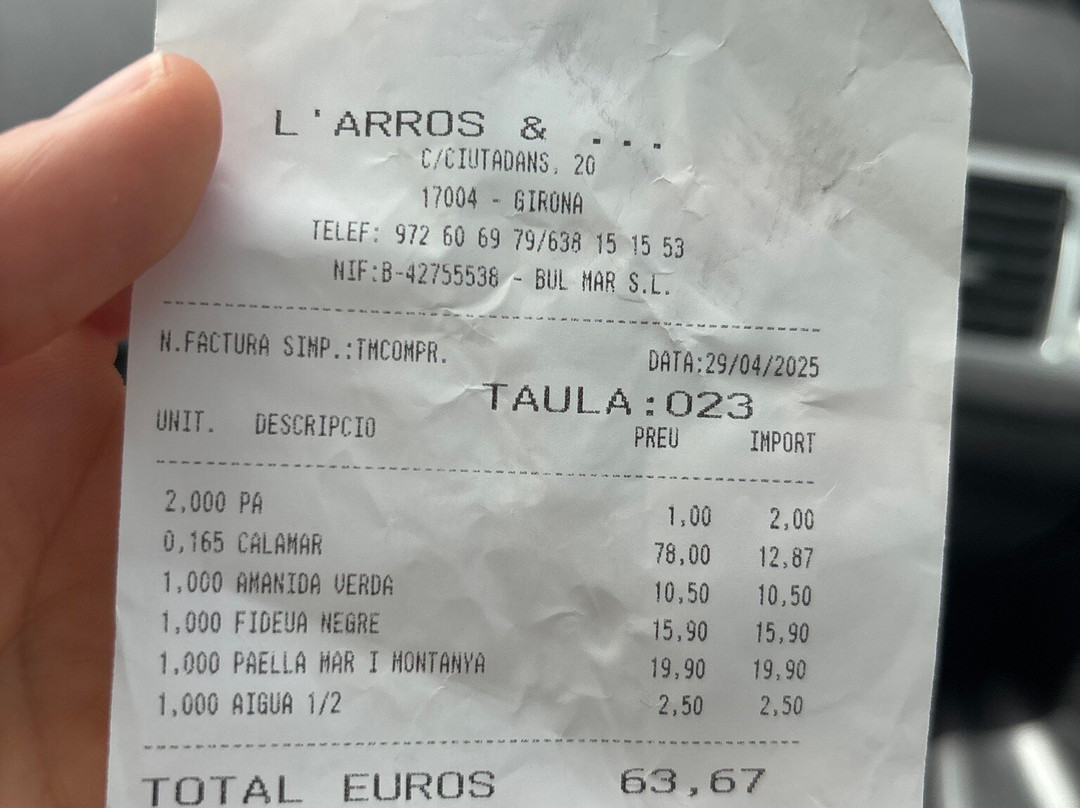 L'ARROS & ...
C/CIUTADANS, 20
17004 - GIRONA
TELEF: 972 60 69 79/638 15 15 53
NIF:B-42755538 - BUL MAR S.L.
N.FACTURA SIMP.:TMCOMPR. DATA:29/04/2025
TAULA:023
UNIT. DESCRIPCIO PREU IMPORT
2,000 PA 1,00 2,00
0,165 CALAMAR 78,00 12,87
1,000 AMANIDA VERDA 10,50 10,50
1,000 FIDEUA NEGRE 15,90 15,90
1,000 PAELLA MAR I MONTANYA 19,90 19,90
1,000 AIGUA 1/2 2,50 2,50
TOTAL EUROS 63,67